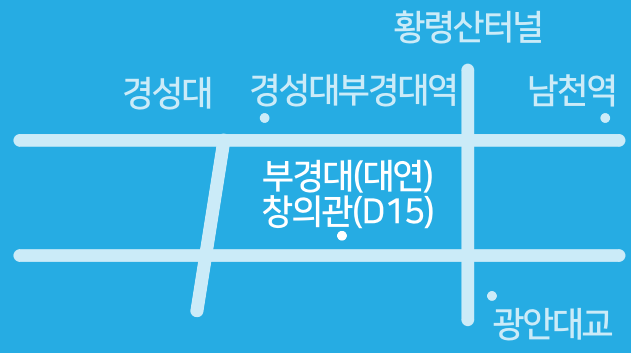 황령산터널
경성대
경성대부경대역
남천역
부경대(대연)
창의관(D15)
광안대교